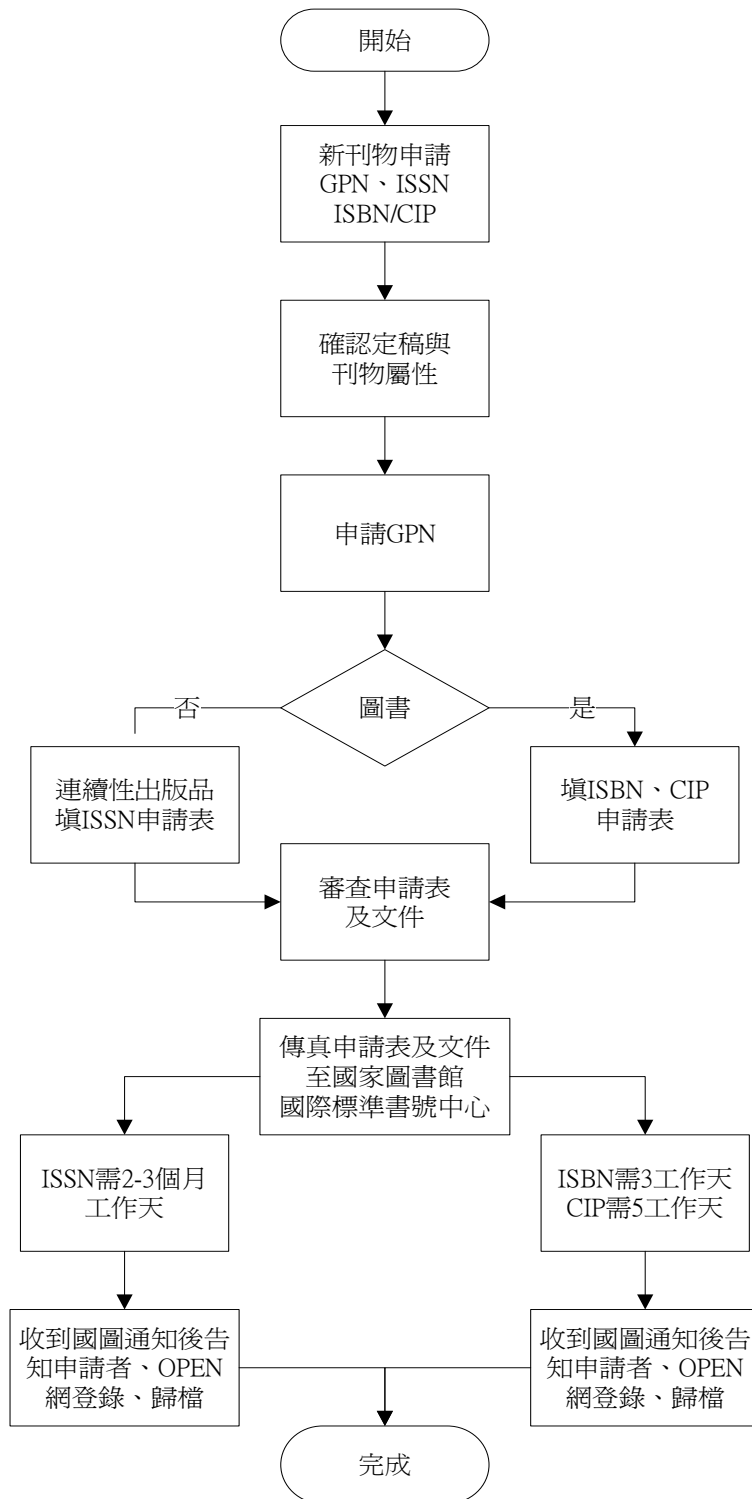 開始
新刊物申請
GPN、ISSN
ISBN/CIP
確認定稿與
刊物屬性
申請GPN
圖書
否
是
連續性出版品
填ISSN申請表
填ISBN、CIP
申請表
審查申請表
及文件
傳真申請表及文件
至國家圖書館
國際標準書號中心
ISSN需2-3個月
工作天
ISBN需3工作天
CIP需5工作天
收到國圖通知後告
知申請者、OPEN
網登錄、歸檔
收到國圖通知後告
知申請者、OPEN
網登錄、歸檔
完成